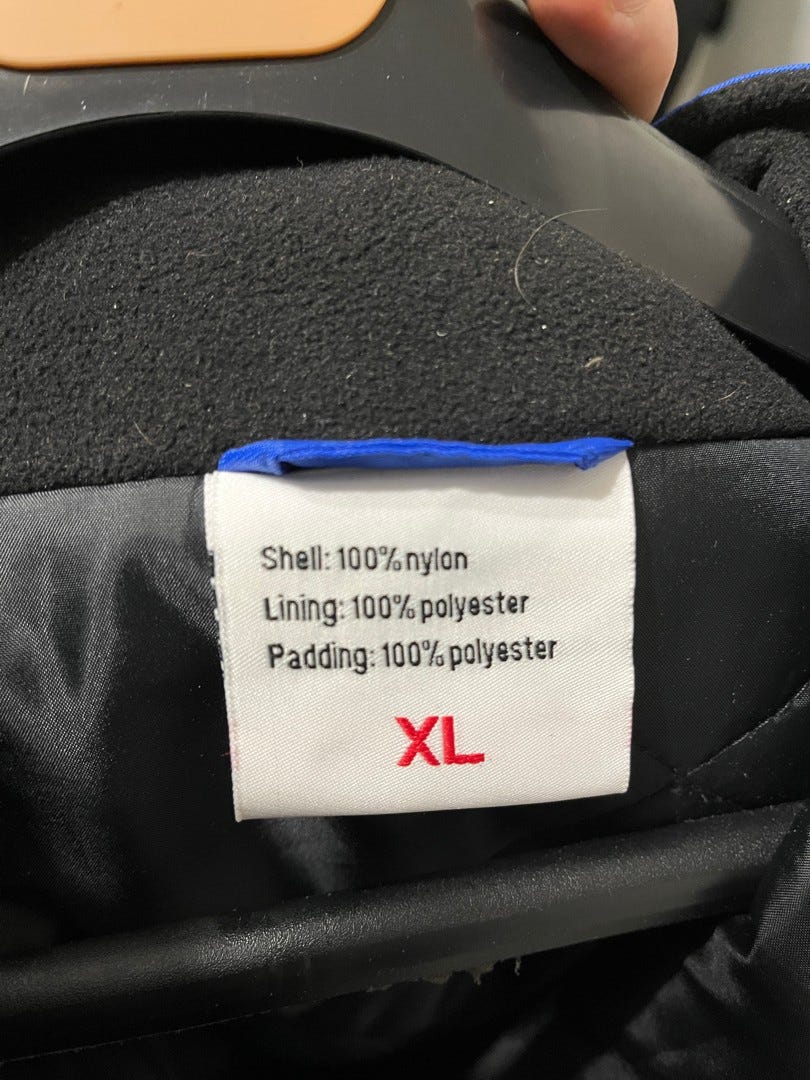 Shell: 100% nylon
Lining: 100% polyester
Padding: 100% polyester
XL